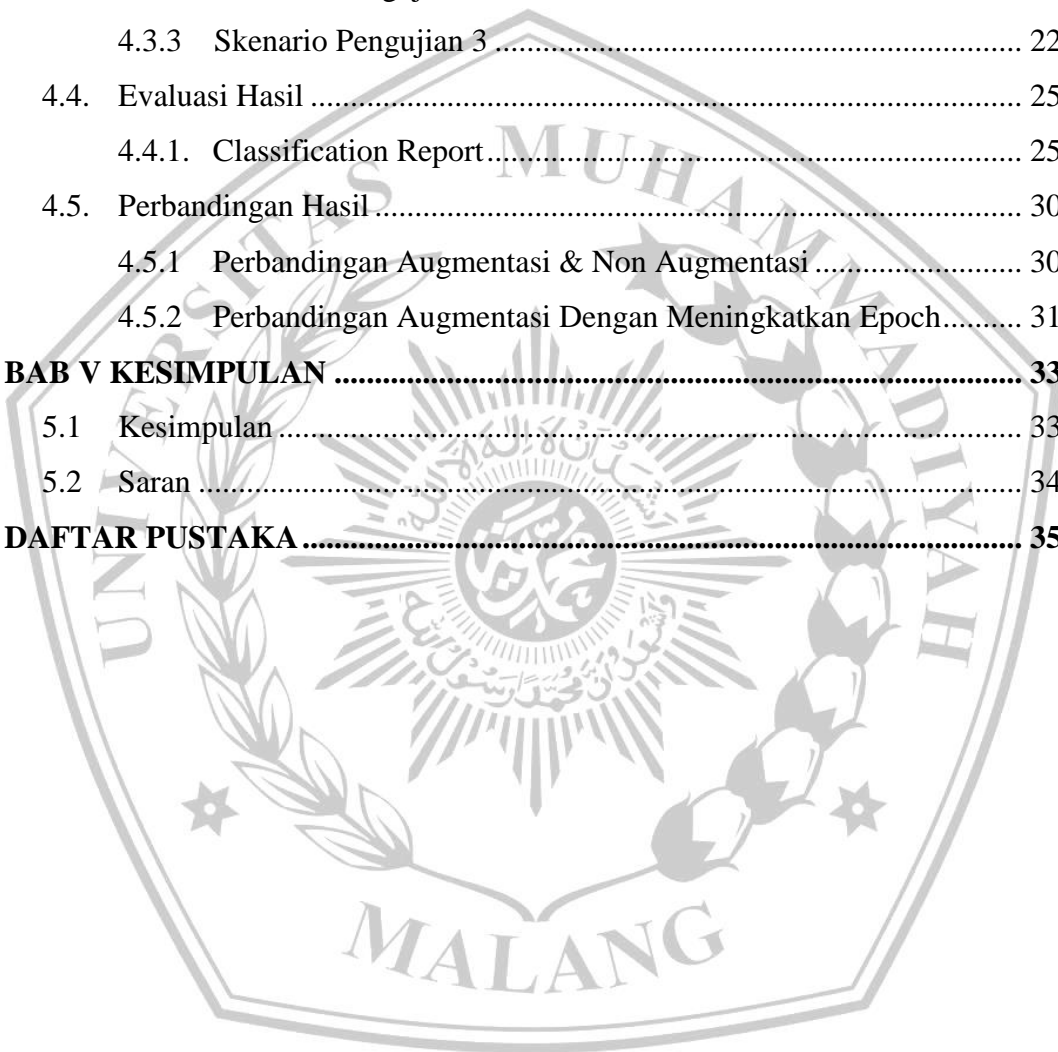 4.3.3 Skenario Pengujian 3 ........ 22
4.4. Evaluasi Hasil ........ 25
4.4.1. Classification Report ........ 25
4.5. Perbandingan Hasil ........ 30
4.5.1 Perbandingan Augmentasi & Non Augmentasi ........ 30
4.5.2 Perbandingan Augmentasi Dengan Meningkatkan Epoch ........ 31
BAB V KESIMPULAN ........ 33
5.1 Kesimpulan ........ 33
5.2 Saran ........ 34
DAFTAR PUSTAKA ........ 35
UNIVERSITAS MUHAMMADIYAH
MALANG